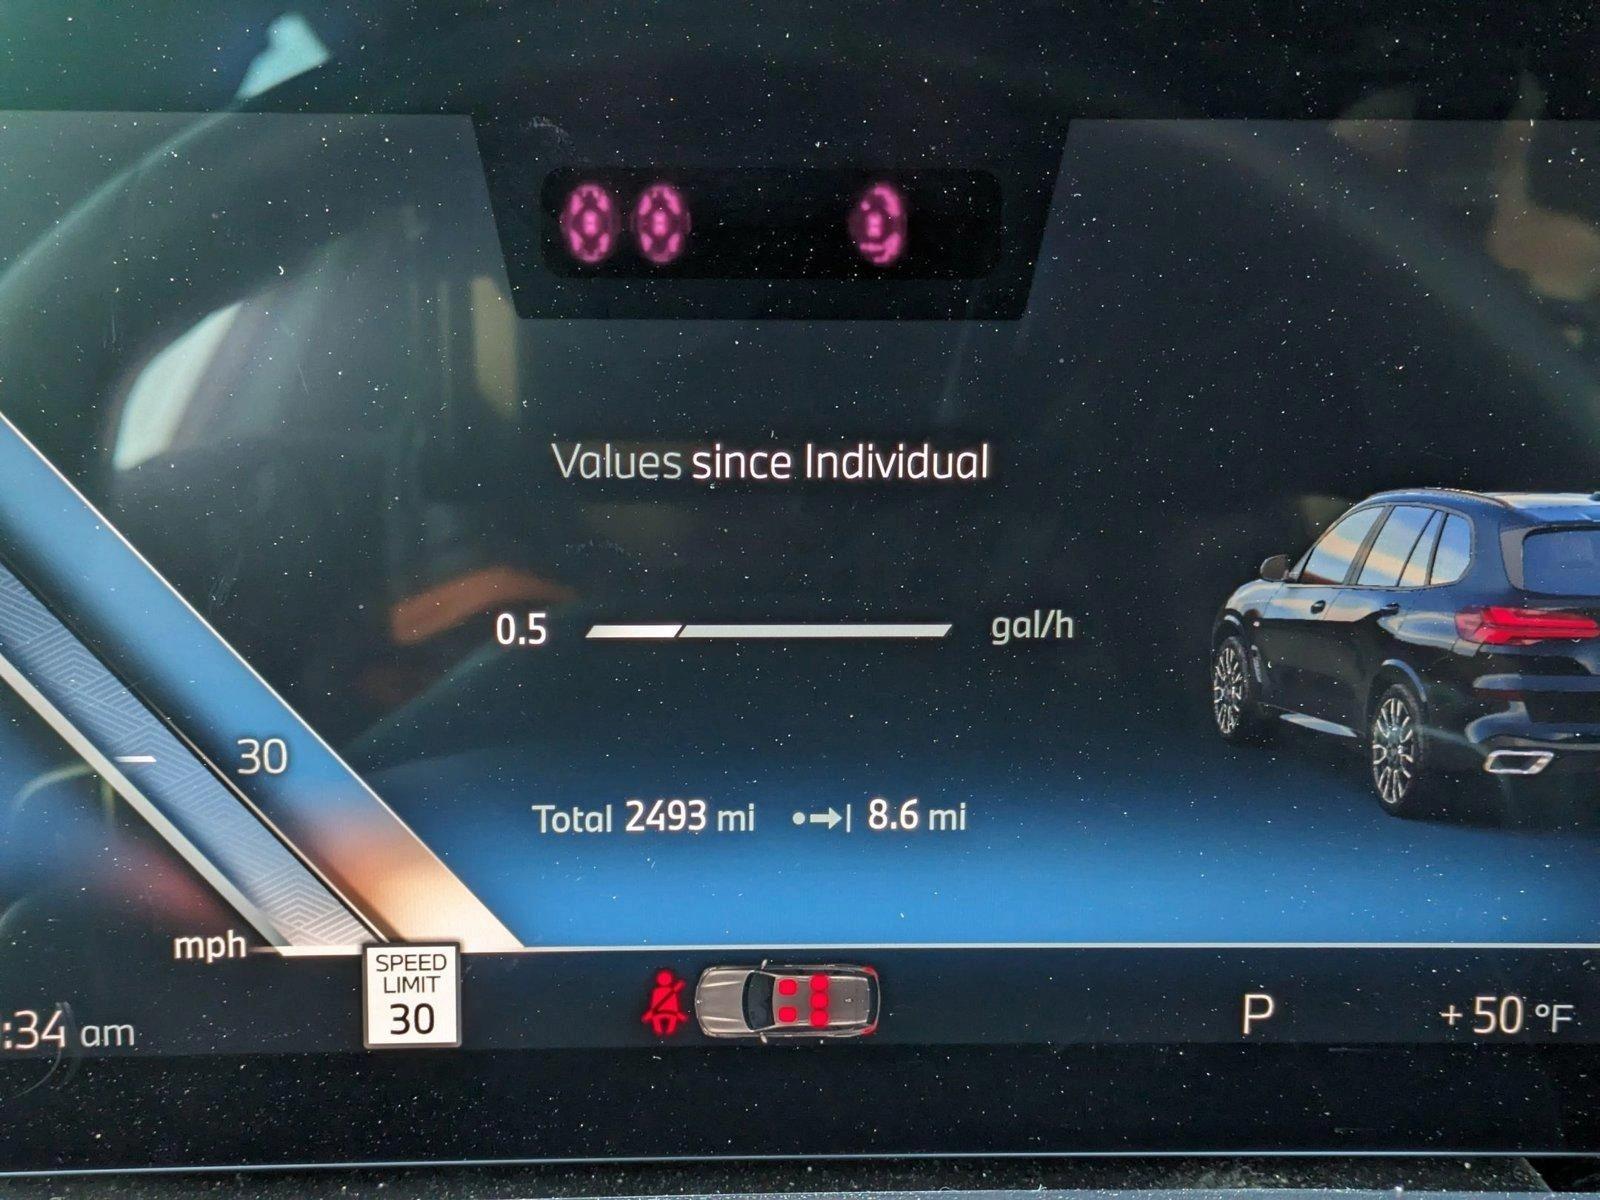 Values since Individual
0.5 gal/h
30
Total 2493 mi 8.6 mi
mph
SPEED
LIMIT
30
:34 am
P
+50 °F